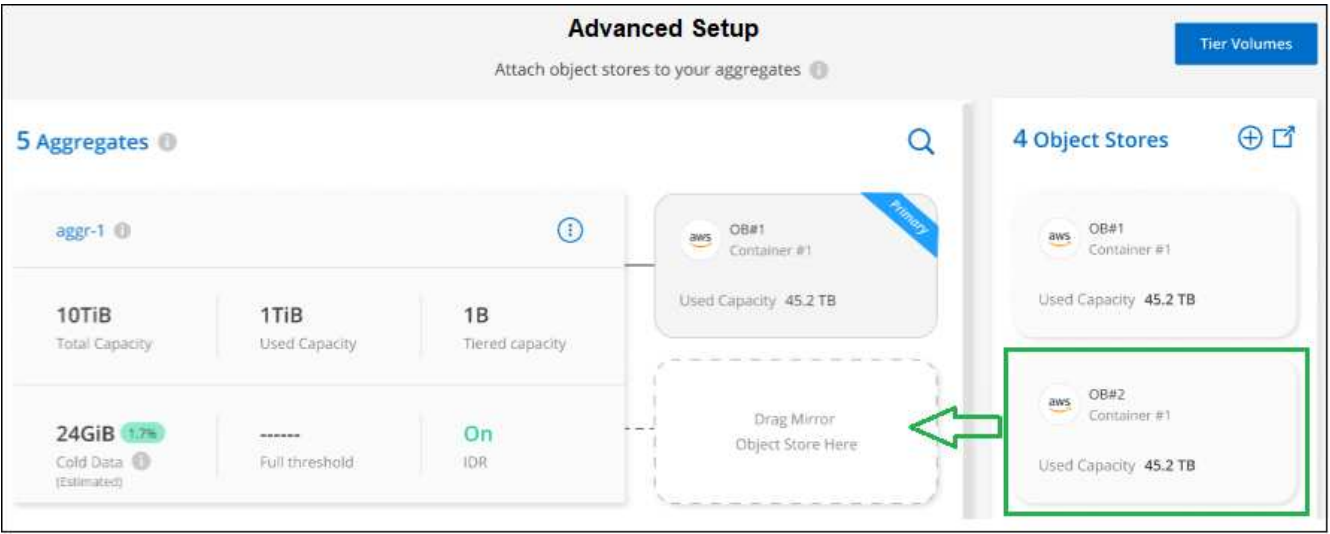 Advanced Setup
Tier Volumes
Attach object stores to your aggregates
5 Aggregates
4 Object Stores
aggr-1
Primary
aws
OB#1
Container #1
Used Capacity 45.2 TB
aws
OB#1
Container #1
Used Capacity 45.2 TB
10TiB
Total Capacity
1TiB
Used Capacity
1B
Tiered capacity
24GiB 1.7%
Cold Data
(Estimated)
------
Full threshold
On
IDR
Drag Mirror
Object Store Here
aws
OB#2
Container #1
Used Capacity 45.2 TB